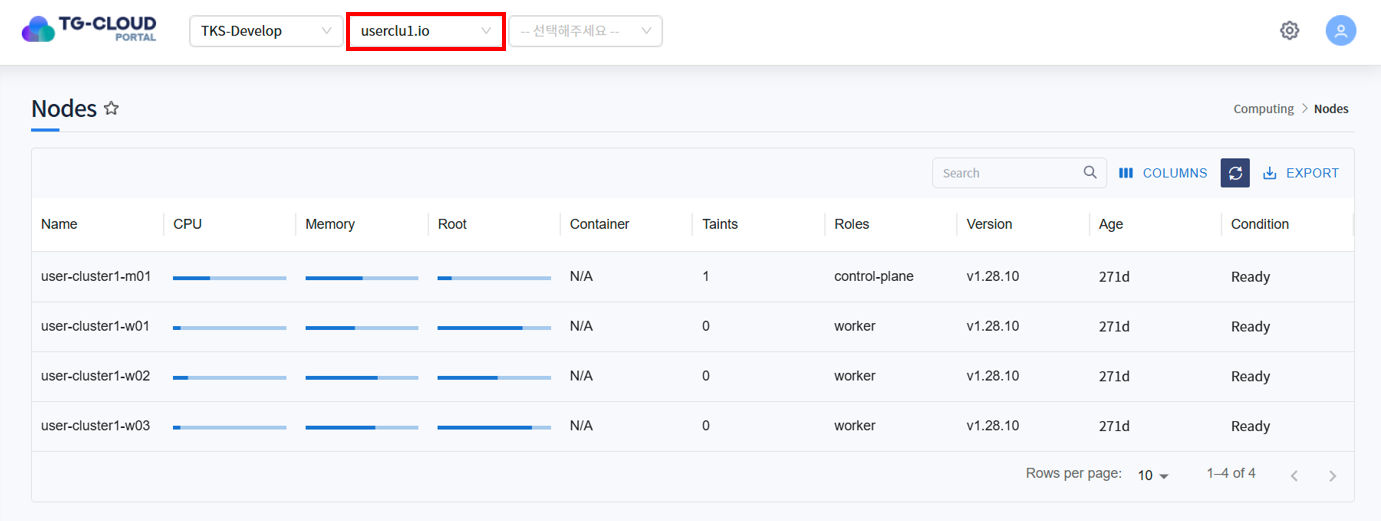 TG-CLOUD
PORTAL
TKS-Develop
userclu1.io
-- 선택해주세요 --
Nodes
Computing > Nodes
Search
COLUMNS
EXPORT
Name CPU Memory Root Container Taints Roles Version Age Condition
user-cluster1-m01 N/A 1 control-plane v1.28.10 271d Ready
user-cluster1-w01 N/A 0 worker v1.28.10 271d Ready
user-cluster1-w02 N/A 0 worker v1.28.10 271d Ready
user-cluster1-w03 N/A 0 worker v1.28.10 271d Ready
Rows per page: 10 1–4 of 4